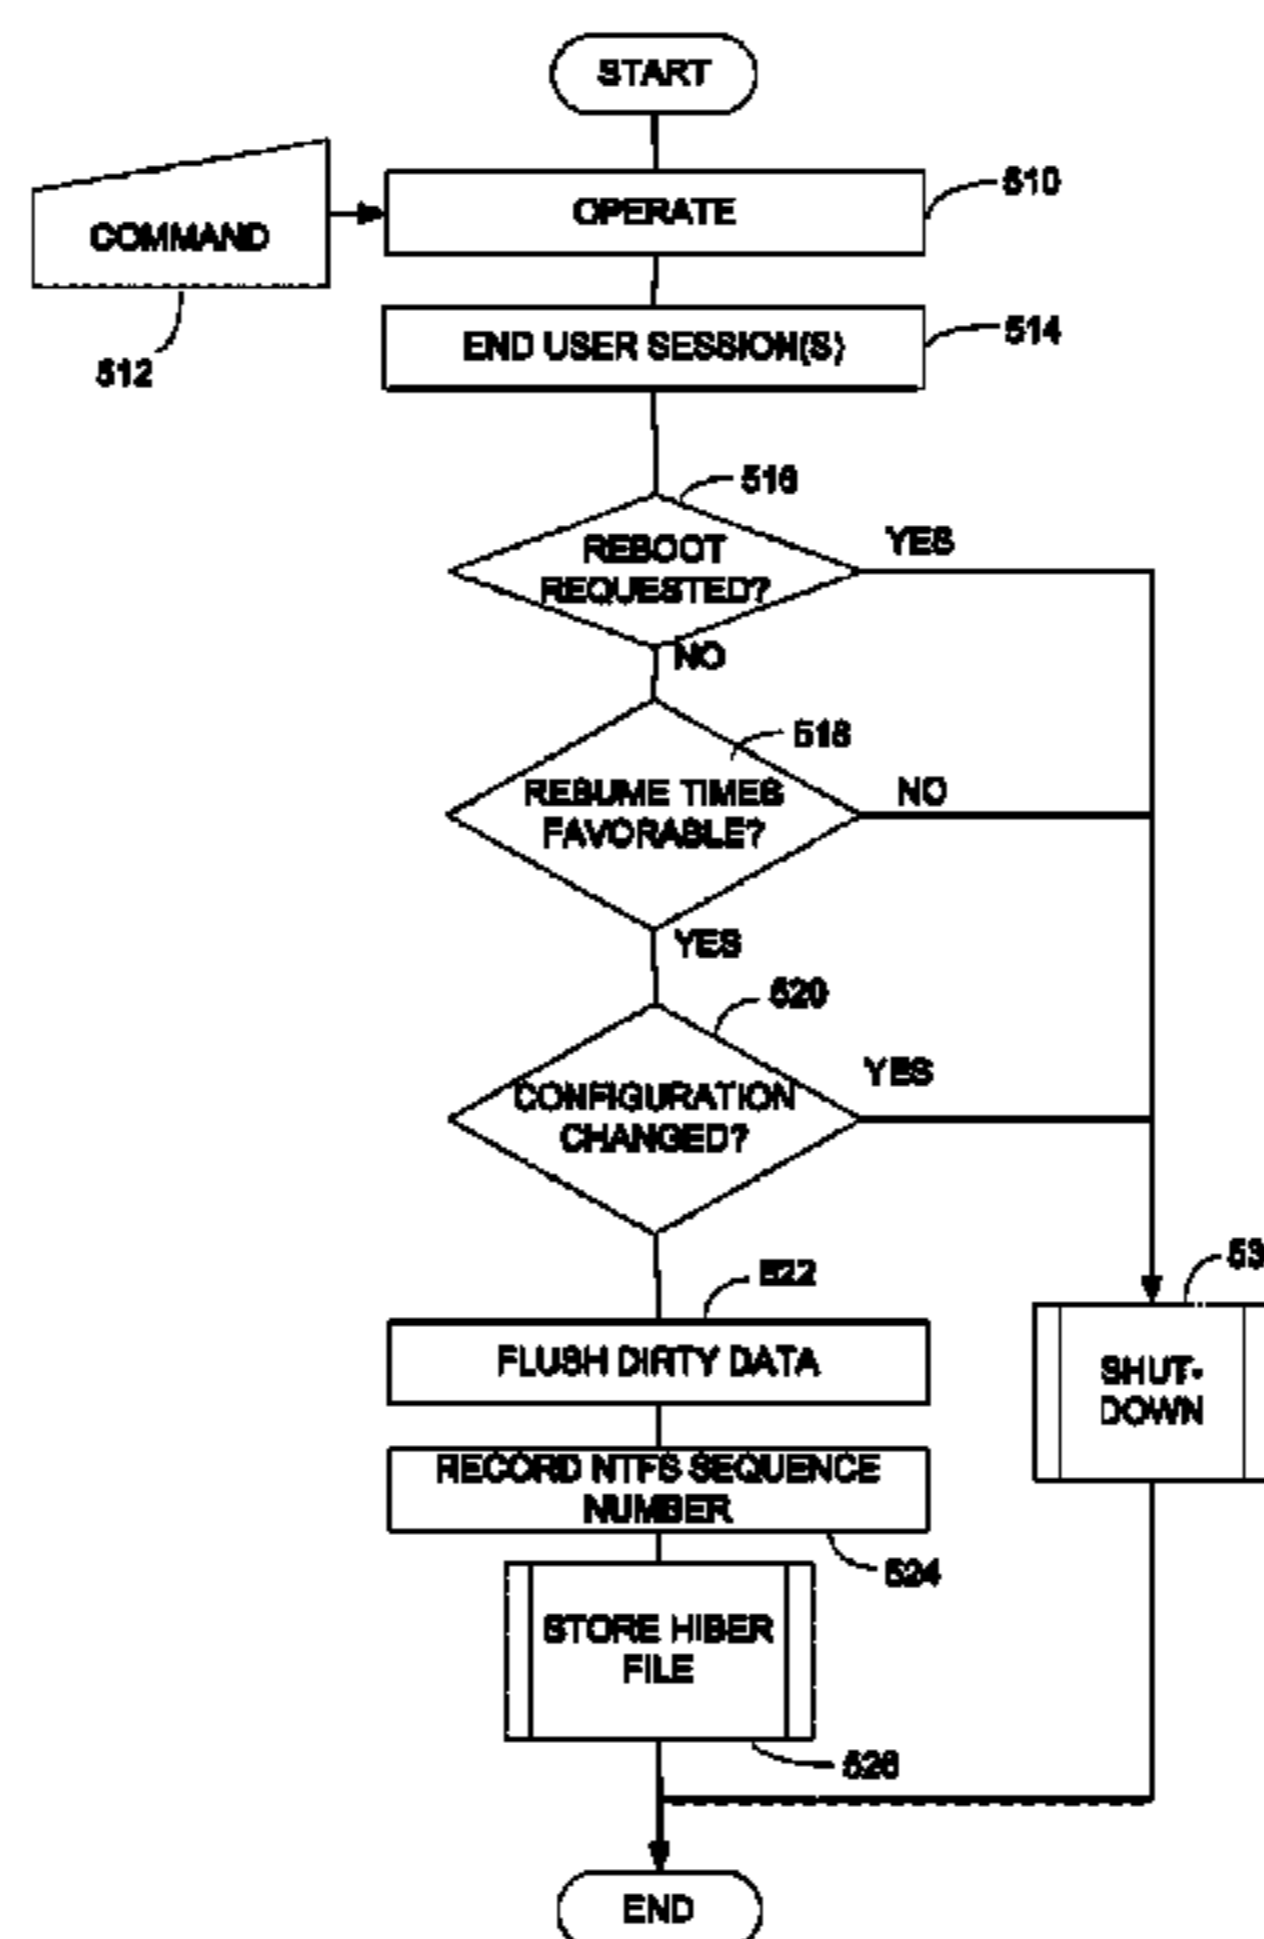 START
COMMAND
OPERATE
510
512
END USER SESSION(S)
514
516
REBOOT
REQUESTED?
YES
NO
518
RESUME TIMES
FAVORABLE?
NO
YES
520
CONFIGURATION
CHANGED?
YES
522
FLUSH DIRTY DATA
53
SHUT-
DOWN
RECORD NTFS SEQUENCE
NUMBER
524
STORE HIBER
FILE
526
END